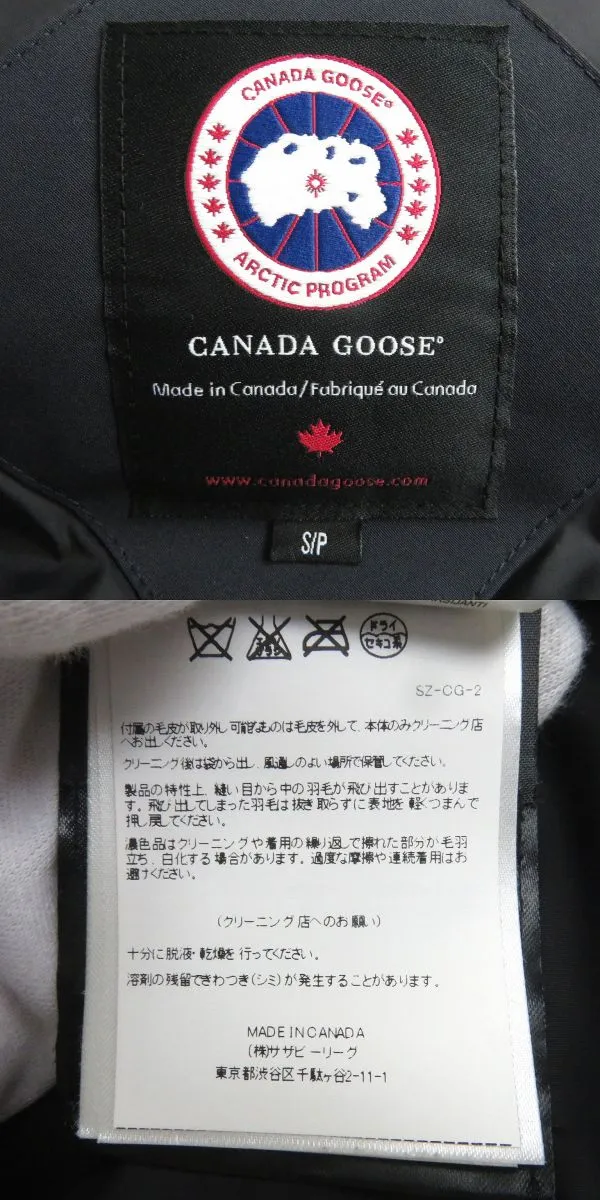 CANADA GOOSE®
ARCTIC PROGRAM
CANADA GOOSE®
Made in Canada/Fabriqué au Canada
www.canadagoose.com
S/P
ドライ
セキユ系
SZ-CG-2
付属の毛皮が取り外し可能なものは毛皮を外して、本体のみクリーニング店
へお出しください。
クリーニング後は袋から出し、風通しのよい場所で保管してください。
製品の特性上、縫い目から中の羽毛が飛び出すことがありま
す。飛び出してしまった羽毛は抜き取らずに表地を軽くつまんで
押し戻してください。
濃色品はクリーニングや着用の繰り返しで擦れた部分が毛羽
立ち、白化する場合があります。過度な摩擦や連続着用はお
避けください。
(クリーニング店へのお願い)
十分に脱液・乾燥を行ってください。
溶剤の残留できわつき(シミ)が発生することがあります。
MADE IN CANADA
(株)サザビーリーグ
東京都渋谷区千駄ヶ谷2-11-1